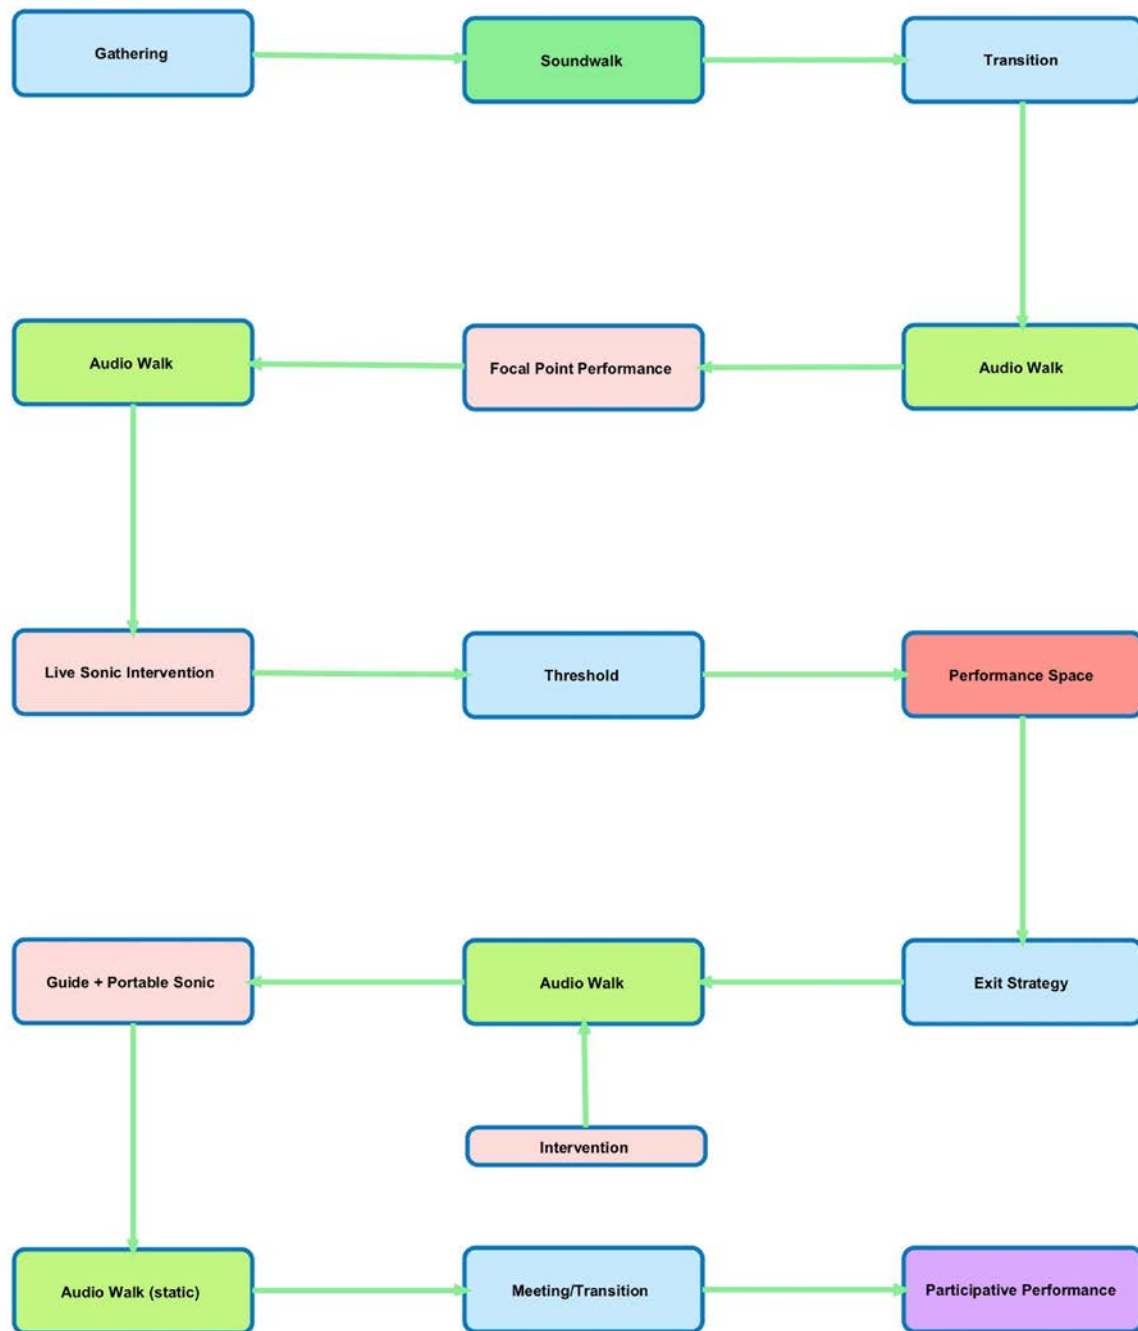 Gathering
Soundwalk
Transition
Audio Walk
Focal Point Performance
Audio Walk
Live Sonic Intervention
Threshold
Performance Space
Guide + Portable Sonic
Audio Walk
Exit Strategy
Intervention
Audio Walk (static)
Meeting/Transition
Participative Performance